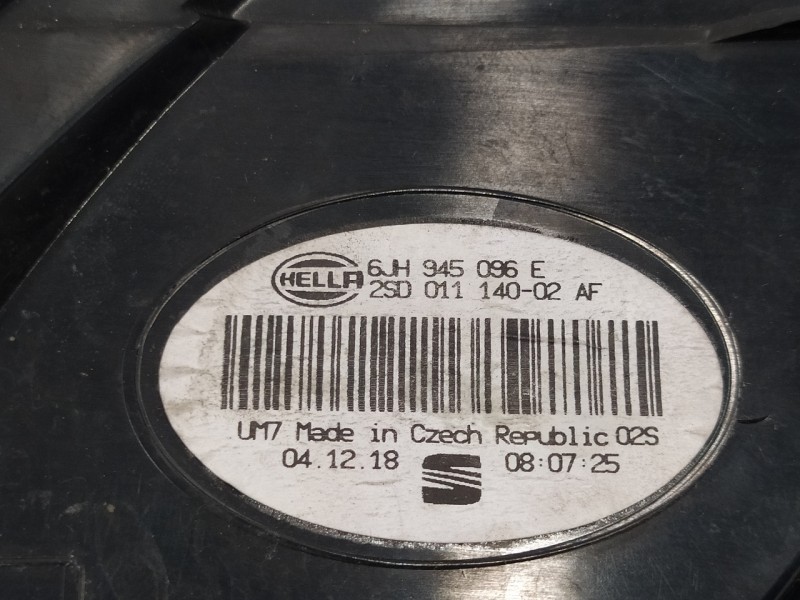 HELLA
6JH 945 096 E
2SD 011 140-02 AF
UM7 Made in Czech Republic 02S
04.12.18 08:07:25